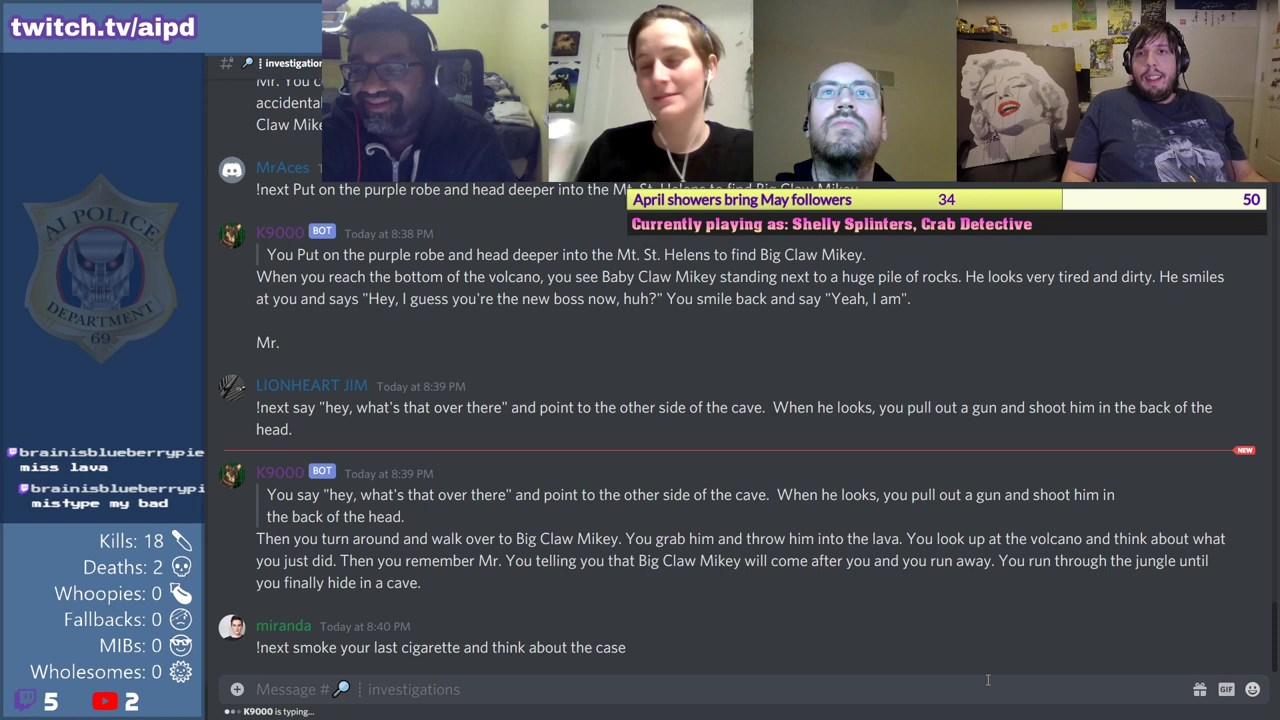 twitch.tv/aipd
investigation
Mr. You c
accidental
Claw Mike
MrAces
!next Put on the purple robe and head deeper into the Mt. St. Helens to find Big Claw Mikey
April showers bring May followers 34 50
Currently playing as: Shelly Splinters, Crab Detective
K9000 BOT Today at 8:38 PM
You Put on the purple robe and head deeper into the Mt. St. Helens to find Big Claw Mikey.
When you reach the bottom of the volcano, you see Baby Claw Mikey standing next to a huge pile of rocks. He looks very tired and dirty. He smiles
at you and says "Hey, I guess you're the new boss now, huh?" You smile back and say "Yeah, I am".
Mr.
AI POLICE
DEPARTMENT
69
LIONHEART JIM Today at 8:39 PM
!next say "hey, what's that over there" and point to the other side of the cave. When he looks, you pull out a gun and shoot him in the back of the
head.
NEW
K9000 BOT Today at 8:39 PM
You say "hey, what's that over there" and point to the other side of the cave. When he looks, you pull out a gun and shoot him in
the back of the head.
Then you turn around and walk over to Big Claw Mikey. You grab him and throw him into the lava. You look up at the volcano and think about what
you just did. Then you remember Mr. You telling you that Big Claw Mikey will come after you and you run away. You run through the jungle until
you finally hide in a cave.
miranda Today at 8:40 PM
!next smoke your last cigarette and think about the case
Message # 🔎 ⋮ investigations
GIF
K9000 is typing...
brainisblueberrypie
miss lava
brainisblueberrypi
mistype my bad
Kills: 18
Deaths: 2
Whoopies: 0
Fallbacks: 0
MIBs: 0
Wholesomes: 0
5 2